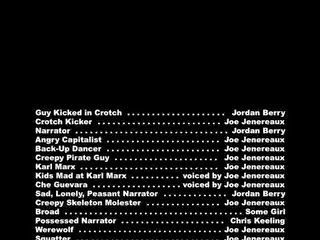 Guy Kicked in Crotch . . . . . . . . . . . . . . Jordan Berry
Crotch Kicker . . . . . . . . . . . . . . . . . . Joe Jenereaux
Narrator . . . . . . . . . . . . . . . . . . . . . . . Jordan Berry
Angry Capitalist . . . . . . . . . . . . . . . . Joe Jenereaux
Back-Up Dancer . . . . . . . . . . . . . . . . Joe Jenereaux
Creepy Pirate Guy . . . . . . . . . . . . . . Joe Jenereaux
Karl Marx . . . . . . . . . . . . . . . . . . . . . Joe Jenereaux
Kids Mad at Karl Marx . . . . . . . voiced by Joe Jenereaux
Che Guevara . . . . . . . . . . . . . voiced by Joe Jenereaux
Sad, Lonely, Peasant Narrator . . . . . . Jordan Berry
Creepy Skeleton Molester . . . . . . . . . Joe Jenereaux
Broad . . . . . . . . . . . . . . . . . . . . . . . . . . . Some Girl
Possessed Narrator . . . . . . . . . . . . . . Chris Keeling
Werewolf . . . . . . . . . . . . . . . . . . . . . Joe Jenereaux
Squatter . . . . . . . . . . . . . . . . . . . . . Joe Jenereaux